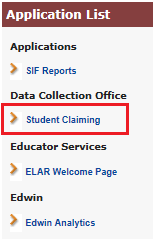 Application List
Applications
SIF Reports
Data Collection Office
Student Claiming
Educator Services
ELAR Welcome Page
Edwin
Edwin Analytics